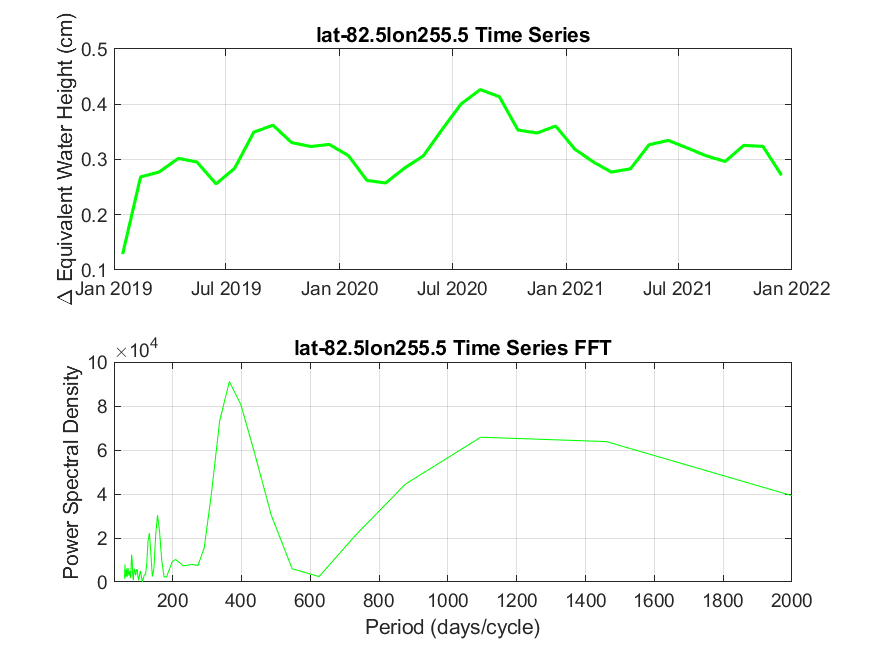 lat-82.5lon255.5 Time Series
Δ Equivalent Water Height (cm)
0.5
0.4
0.3
0.2
0.1
Jan 2019 Jul 2019 Jan 2020 Jul 2020 Jan 2021 Jul 2021 Jan 2022
lat-82.5lon255.5 Time Series FFT
×10^4
Power Spectral Density
10
8
6
4
2
0
200 400 600 800 1000 1200 1400 1600 1800 2000
Period (days/cycle)